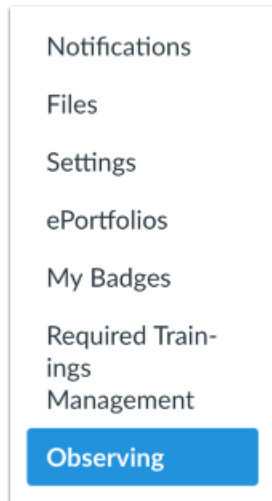 Notifications
Files
Settings
ePortfolios
My Badges
Required Train-
ings
Management
Observing